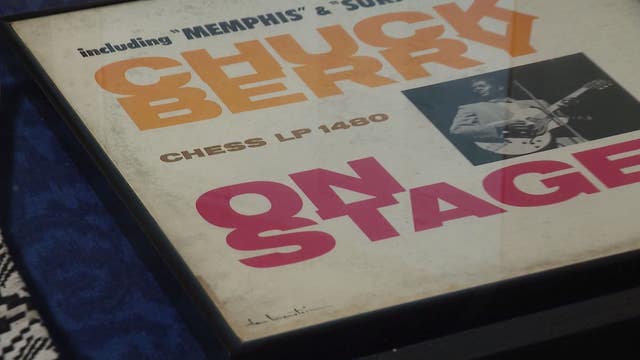 including "MEMPHIS" &
CHUCK
BERRY
CHESS LP 1480
ON
STAGE